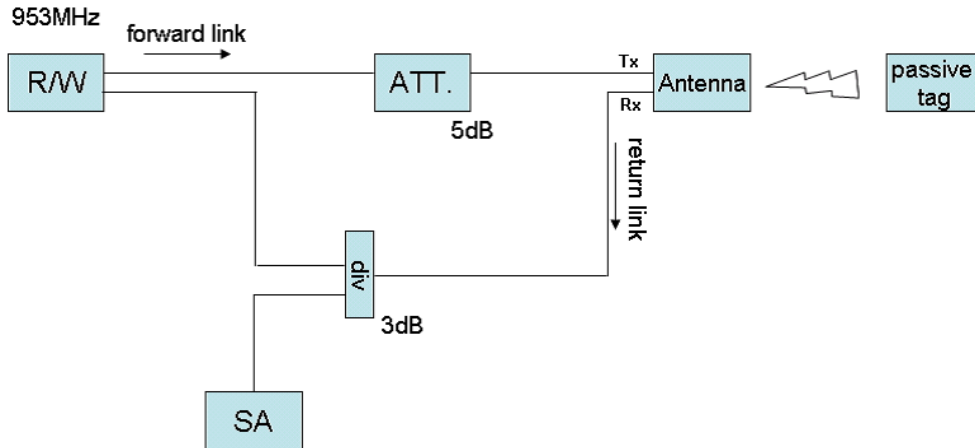 953MHz
forward link
R/W
ATT.
5dB
Tx
Rx
Antenna
passive
tag
return link
div
3dB
SA